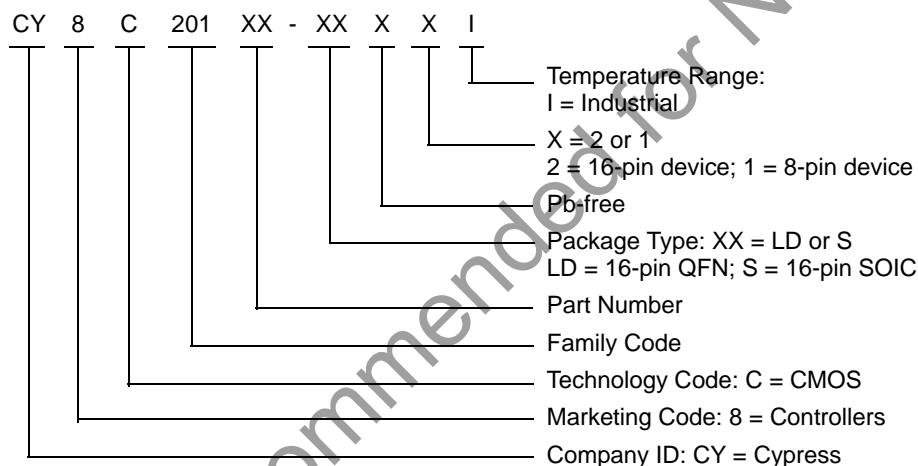 CY 8 C 201 XX - XX X X I
Temperature Range:
I = Industrial
X = 2 or 1
2 = 16-pin device; 1 = 8-pin device
Pb-free
Package Type: XX = LD or S
LD = 16-pin QFN; S = 16-pin SOIC
Part Number
Family Code
Technology Code: C = CMOS
Marketing Code: 8 = Controllers
Company ID: CY = Cypress
ommended for N